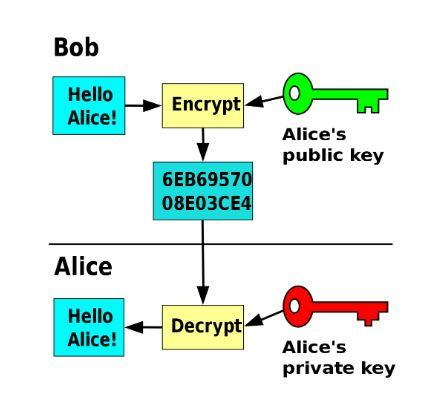 Bob
Hello
Alice!
Encrypt
Alice's
public key
6EB69570
08E03CE4
Alice
Hello
Alice!
Decrypt
Alice's
private key